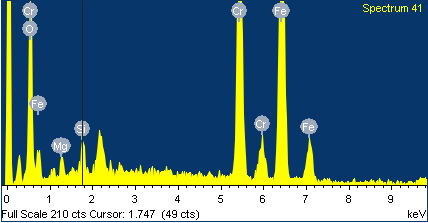 Spectrum 41
Cr Cr Fe
O
Fe
Mg Si Cr Fe
0 1 2 3 4 5 6 7 8 9
Full Scale 210 cts Cursor: 1.747 (49 cts) keV